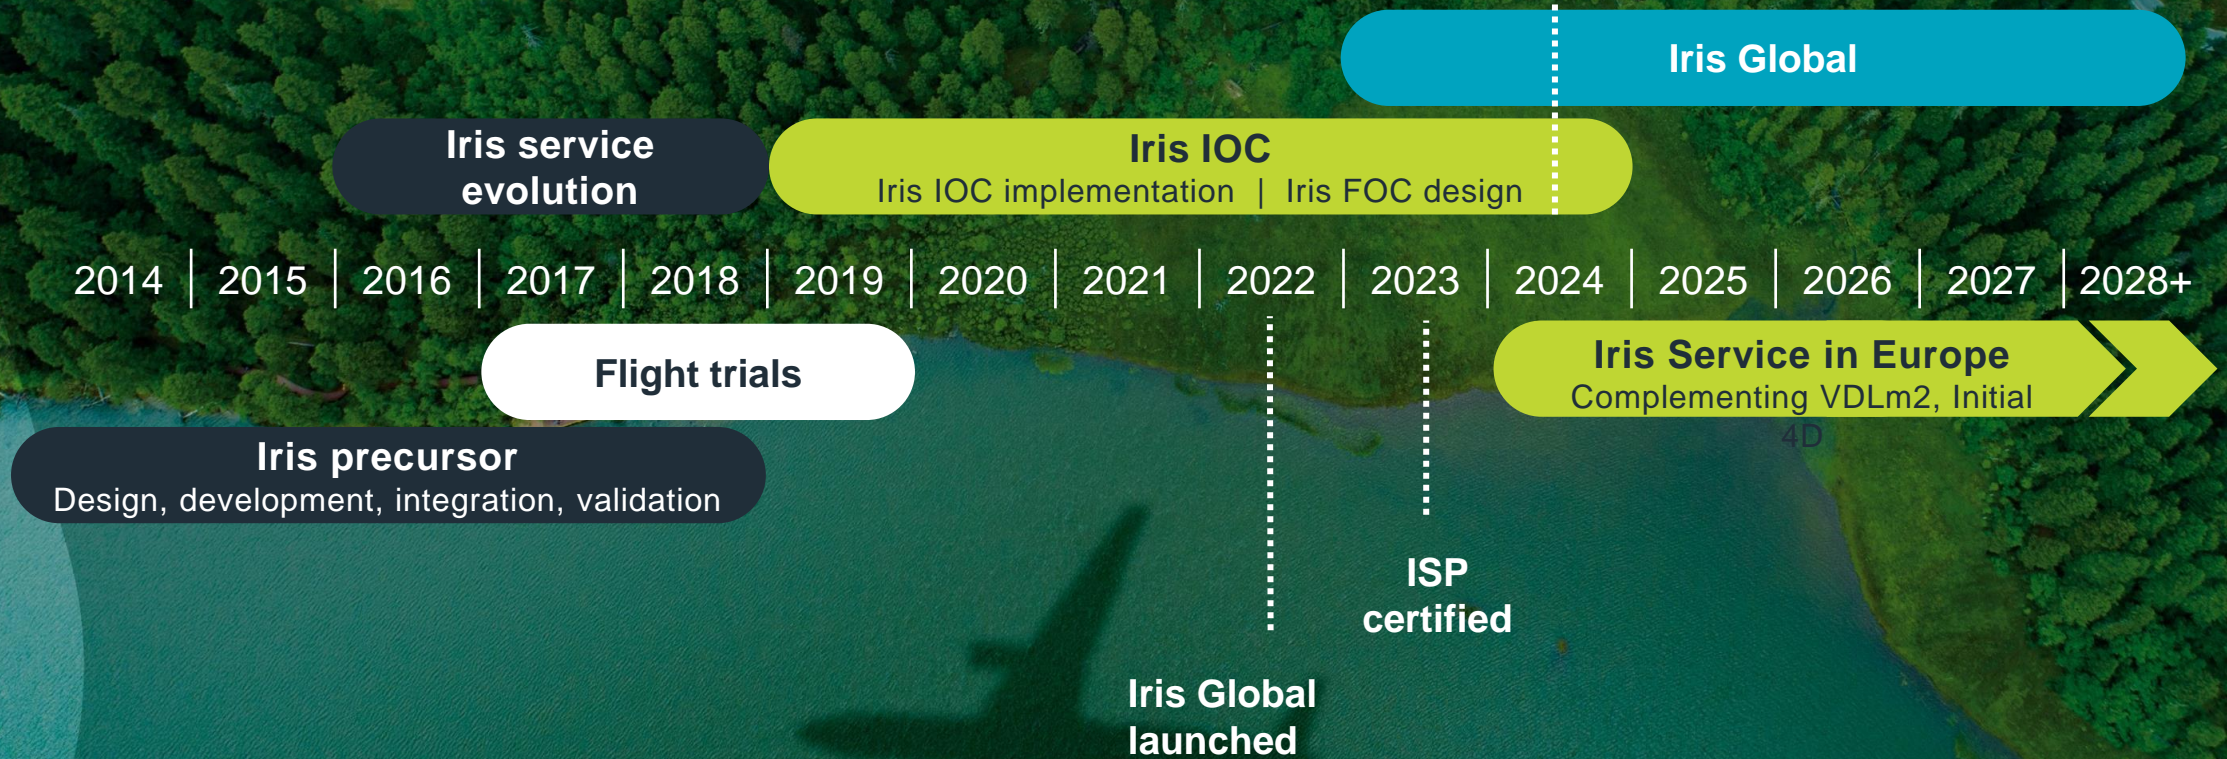 Iris Global
Iris service
evolution
Iris IOC
Iris IOC implementation | Iris FOC design
2014 | 2015 | 2016 | 2017 | 2018 | 2019 | 2020 | 2021 | 2022 | 2023 | 2024 | 2025 | 2026 | 2027 | 2028+
Flight trials
Iris Service in Europe
Complementing VDLm2, Initial
4D
Iris precursor
Design, development, integration, validation
ISP
certified
Iris Global
launched